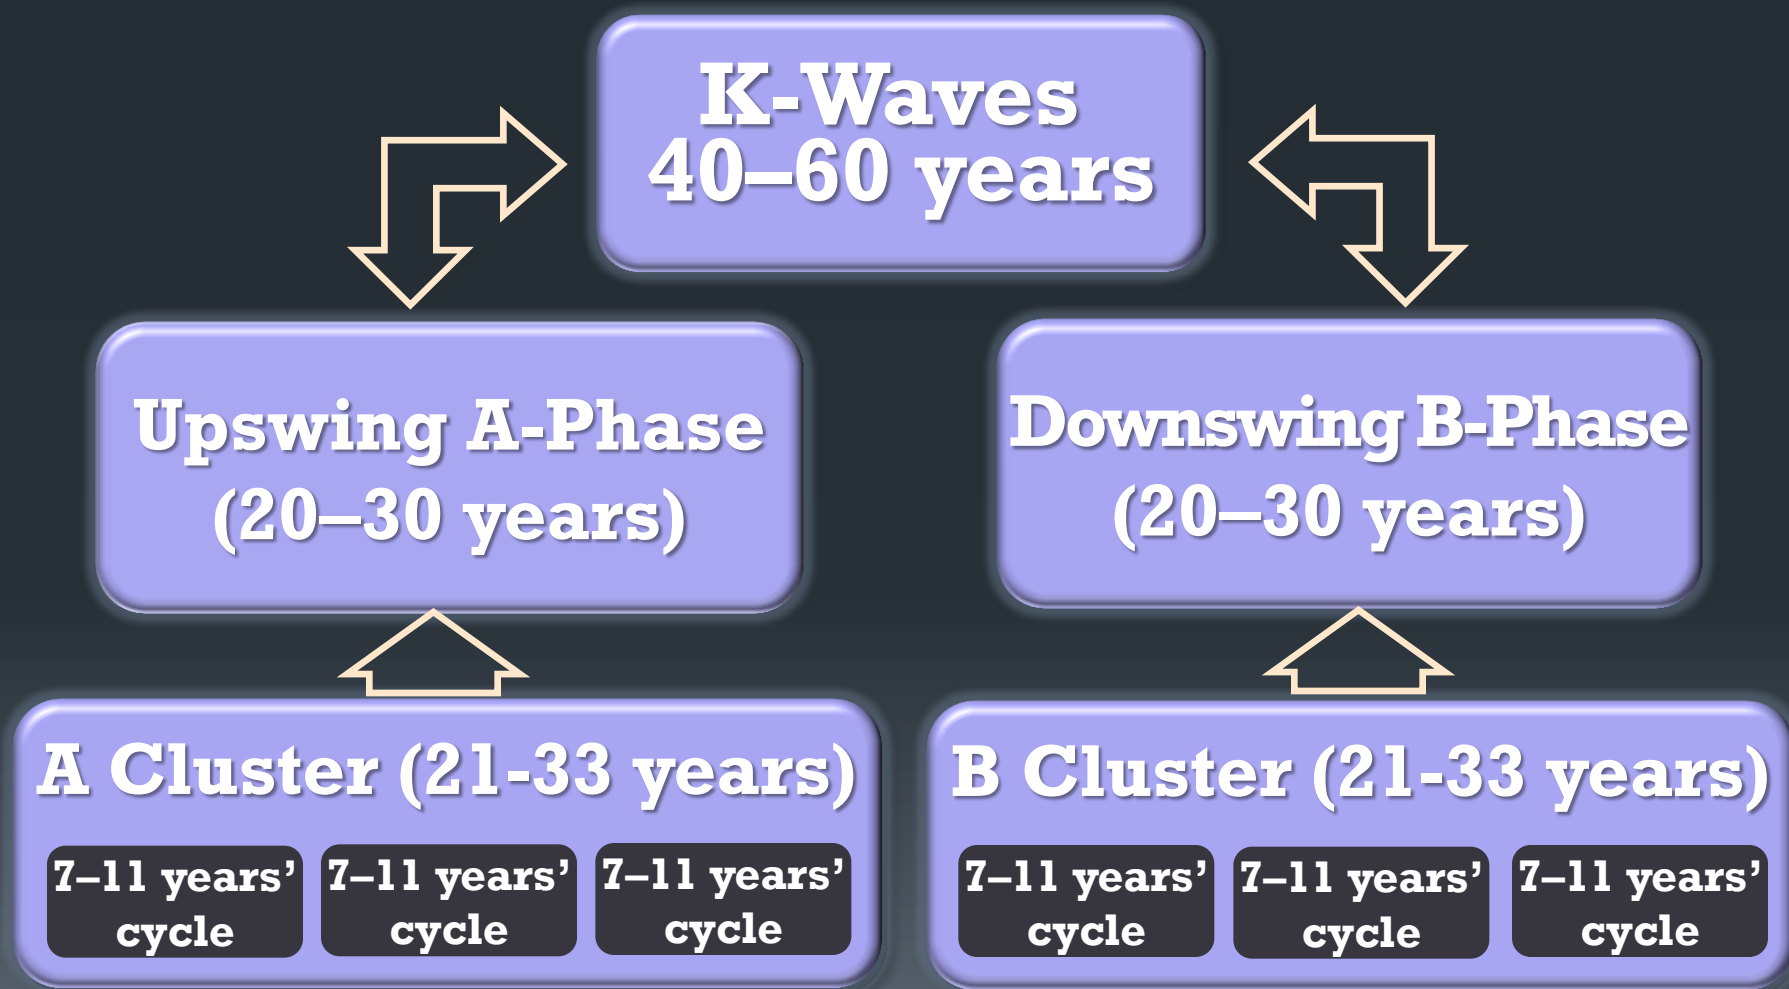 K-Waves
40–60 years
Upswing A-Phase
(20–30 years)
Downswing B-Phase
(20–30 years)
A Cluster (21-33 years)
7–11 years’
cycle
7–11 years’
cycle
7–11 years’
cycle
B Cluster (21-33 years)
7–11 years’
cycle
7–11 years’
cycle
7–11 years’
cycle